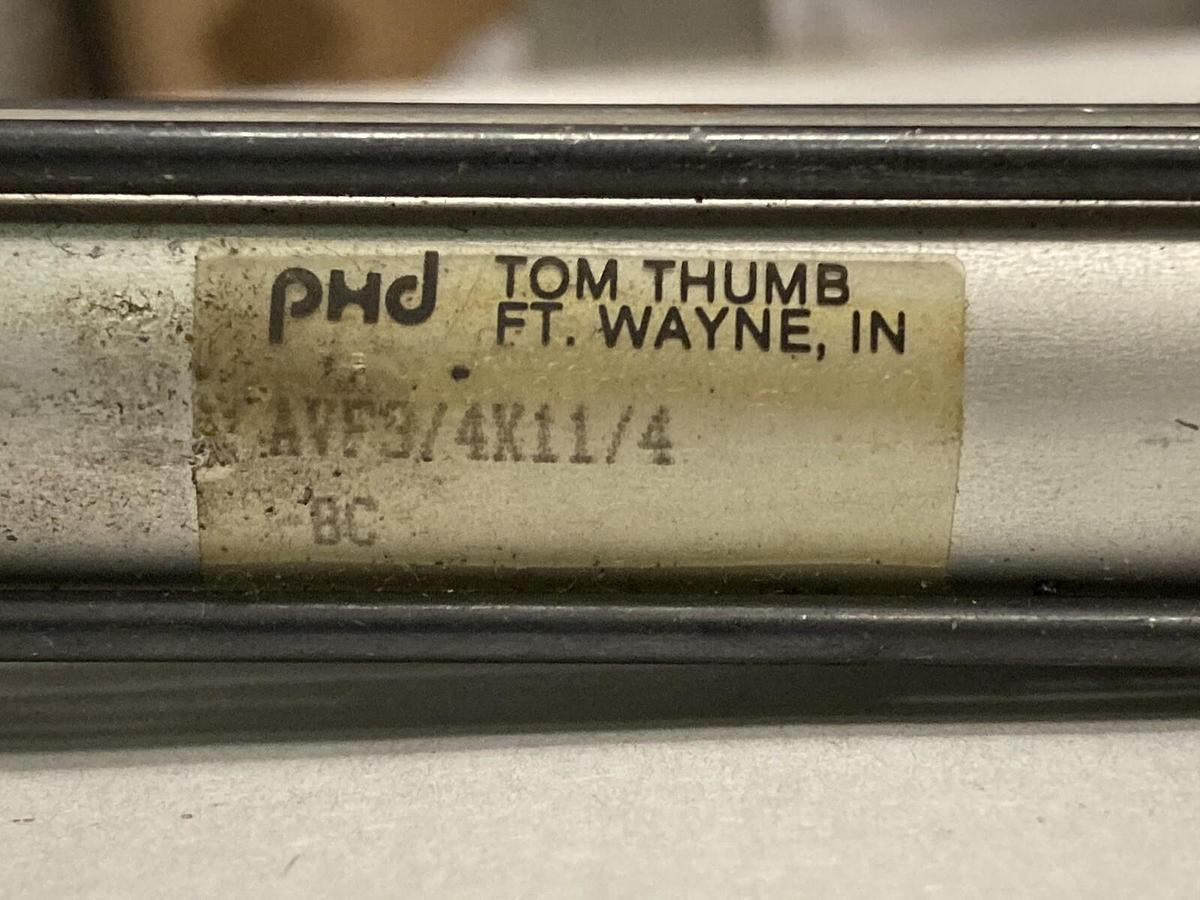 PHD TOM THUMB
FT. WAYNE, IN
AVF3/4X11/4
-BC